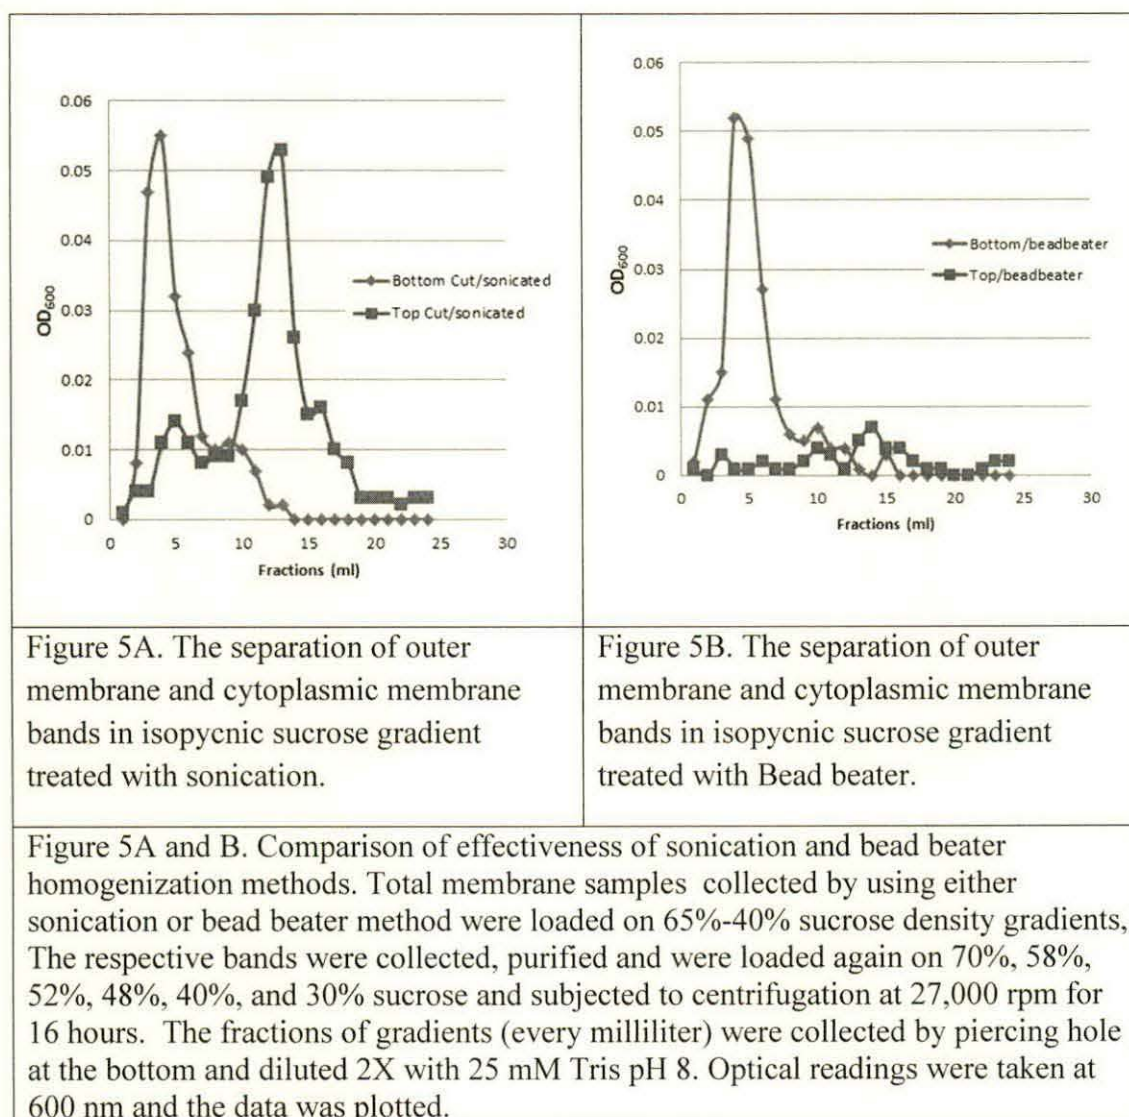 0.06
0.05
0.04
0.03
0.02
0.01
0
OD600
0 5 10 15 20 25 30
Fractions (ml)
Bottom Cut/sonicated
Top Cut/sonicated
0.06
0.05
0.04
0.03
0.02
0.01
0
OD600
0 5 10 15 20 25 30
Fractions (ml)
Bottom/beadbeater
Top/beadbeater
Figure 5A. The separation of outer
membrane and cytoplasmic membrane
bands in isopycnic sucrose gradient
treated with sonication.
Figure 5B. The separation of outer
membrane and cytoplasmic membrane
bands in isopycnic sucrose gradient
treated with Bead beater.
Figure 5A and B. Comparison of effectiveness of sonication and bead beater
homogenization methods. Total membrane samples collected by using either
sonication or bead beater method were loaded on 65%-40% sucrose density gradients,
The respective bands were collected, purified and were loaded again on 70%, 58%,
52%, 48%, 40%, and 30% sucrose and subjected to centrifugation at 27,000 rpm for
16 hours. The fractions of gradients (every milliliter) were collected by piercing hole
at the bottom and diluted 2X with 25 mM Tris pH 8. Optical readings were taken at
600 nm and the data was plotted.